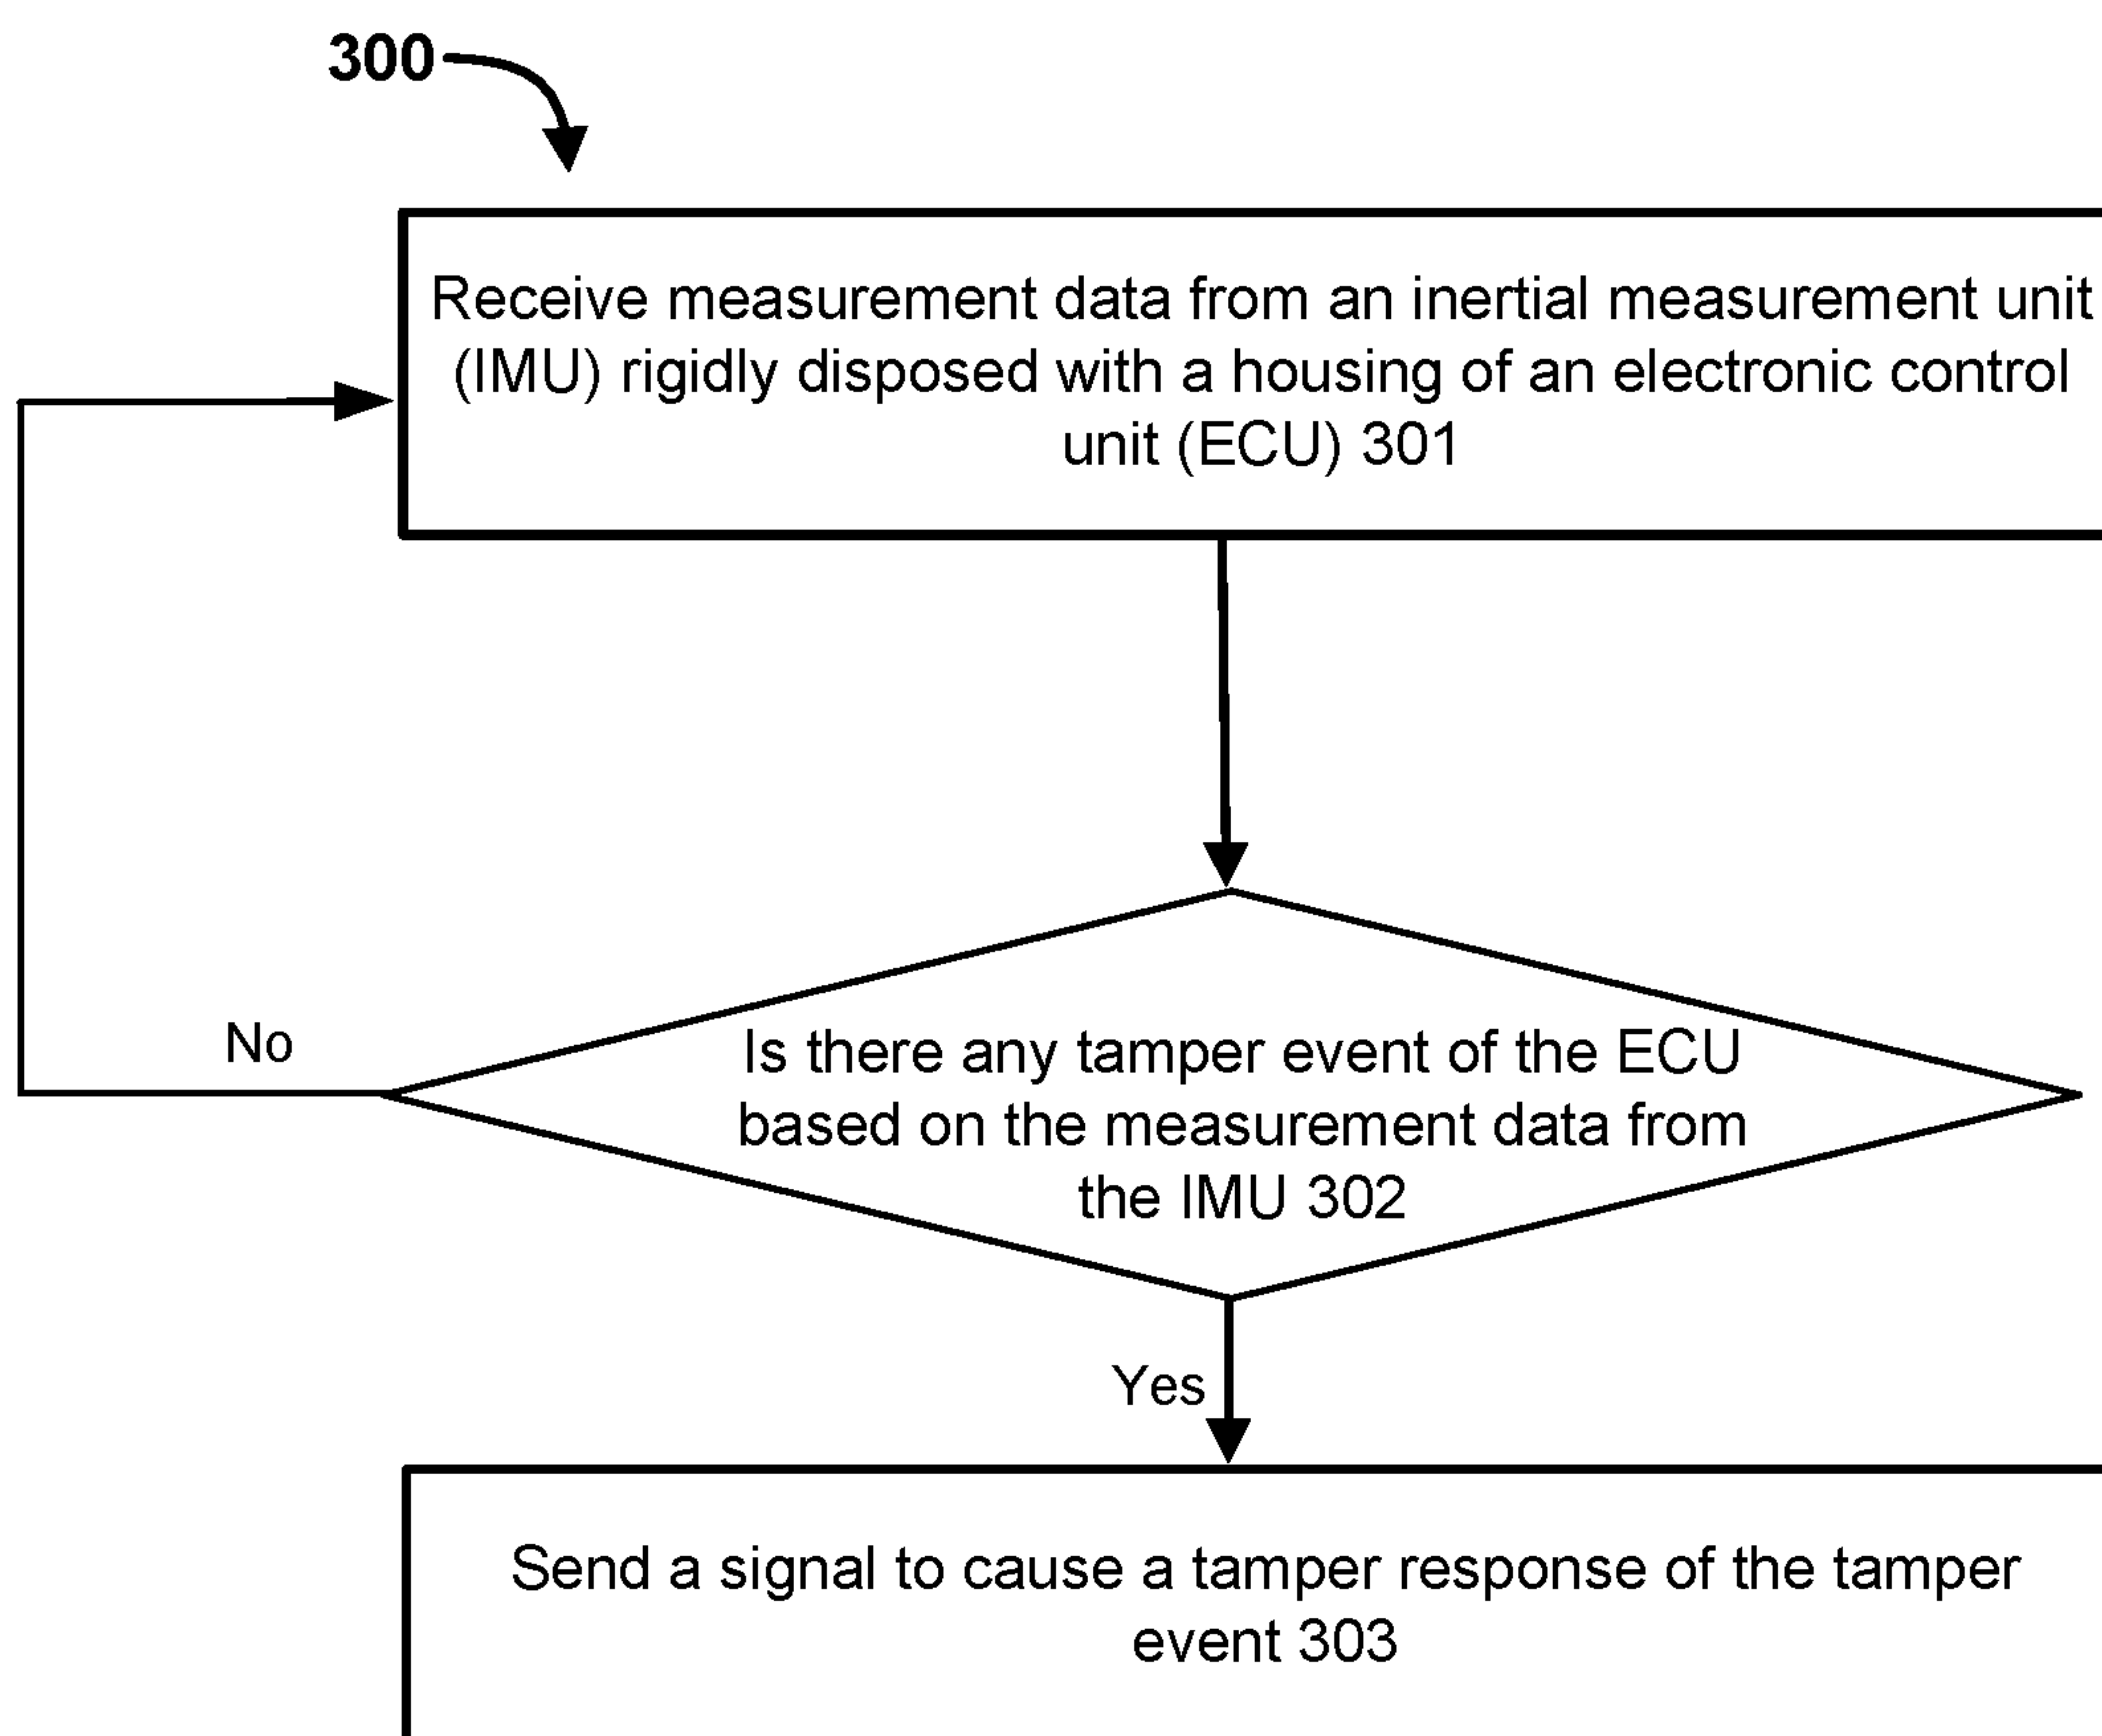 300
Receive measurement data from an inertial measurement unit
(IMU) rigidly disposed with a housing of an electronic control
unit (ECU) 301
No
Is there any tamper event of the ECU
based on the measurement data from
the IMU 302
Yes
Send a signal to cause a tamper response of the tamper
event 303